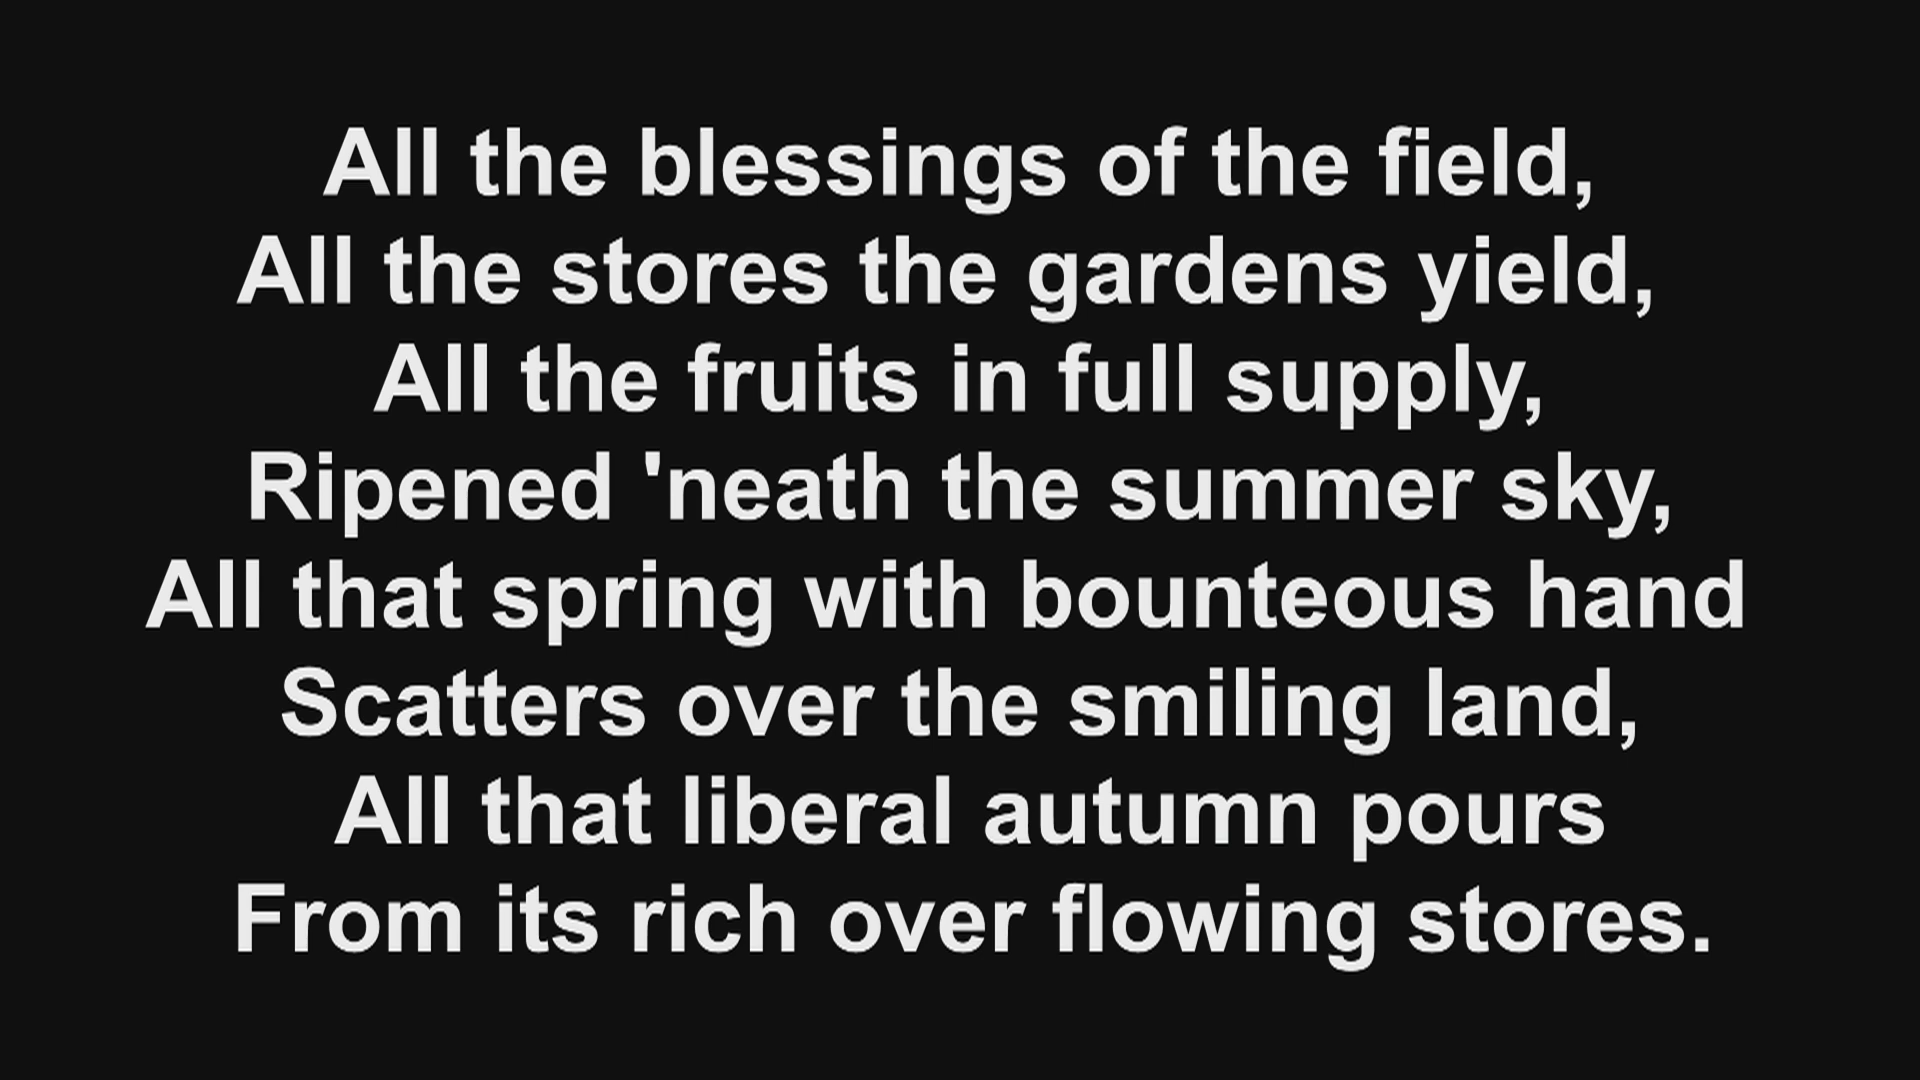 All the blessings of the field,
All the stores the gardens yield,
All the fruits in full supply,
Ripened 'neath the summer sky,
All that spring with bounteous hand
Scatters over the smiling land,
All that liberal autumn pours
From its rich over flowing stores.